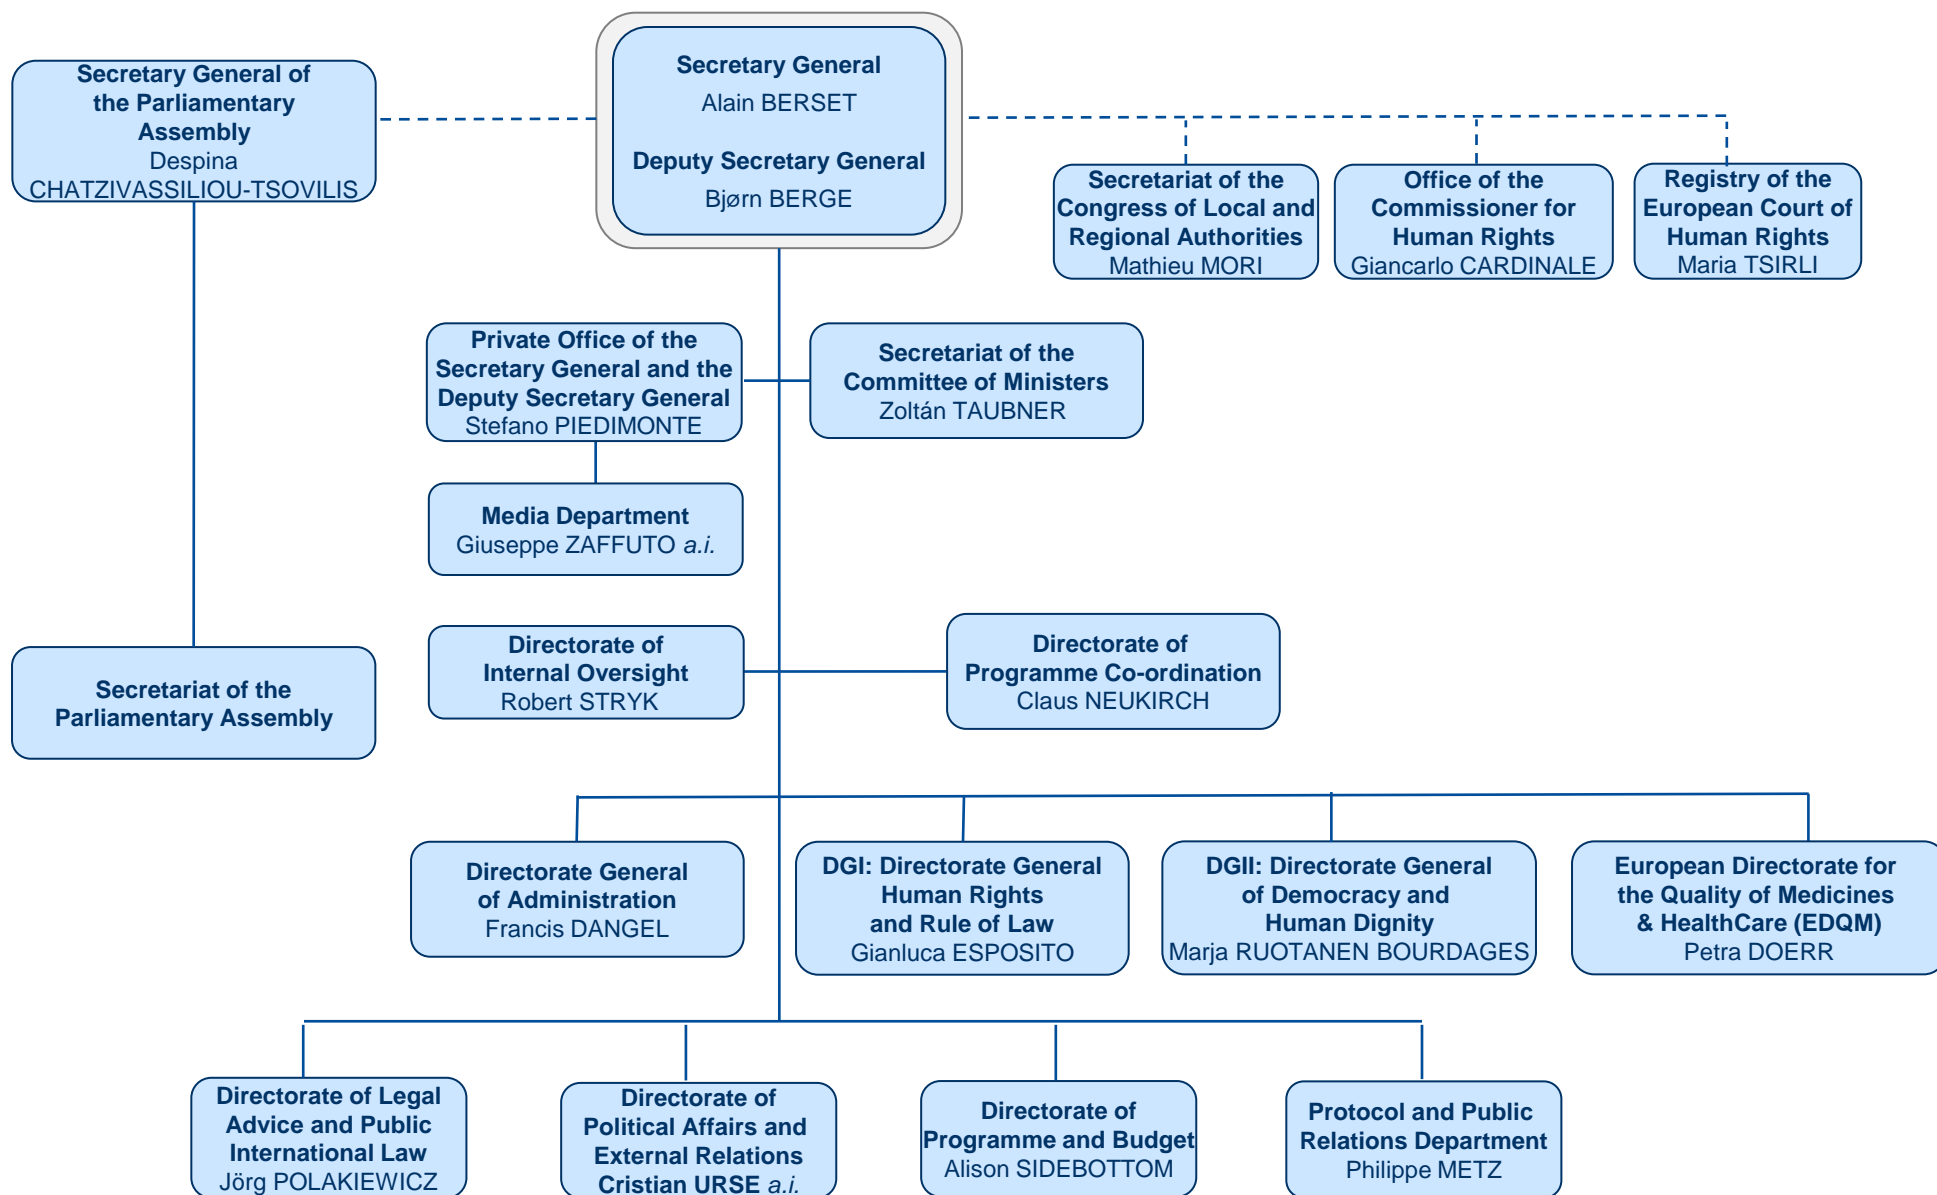 Secretary General of
the Parliamentary
Assembly
Despina
CHATZIVASSILIOU-TSOVILIS
Secretary General
Alain BERSET
Deputy Secretary General
Bjørn BERGE
Secretariat of the
Congress of Local and
Regional Authorities
Mathieu MORI
Office of the
Commissioner for
Human Rights
Giancarlo CARDINALE
Registry of the
European Court of
Human Rights
Maria TSIRLI
Private Office of the
Secretary General and the
Deputy Secretary General
Stefano PIEDIMONTE
Secretariat of the
Committee of Ministers
Zoltán TAUBNER
Media Department
Giuseppe ZAFFUTO a.i.
Directorate of
Internal Oversight
Robert STRYK
Directorate of
Programme Co-ordination
Claus NEUKIRCH
Secretariat of the
Parliamentary Assembly
Directorate General
of Administration
Francis DANGEL
DGI: Directorate General
Human Rights
and Rule of Law
Gianluca ESPOSITO
DGII: Directorate General
of Democracy and
Human Dignity
Marja RUOTANEN BOURDAGES
European Directorate for
the Quality of Medicines
& HealthCare (EDQM)
Petra DOERR
Directorate of Legal
Advice and Public
International Law
Jörg POLAKIEWICZ
Directorate of
Political Affairs and
External Relations
Cristian URSE a.i.
Directorate of
Programme and Budget
Alison SIDEBOTTOM
Protocol and Public
Relations Department
Philippe METZ